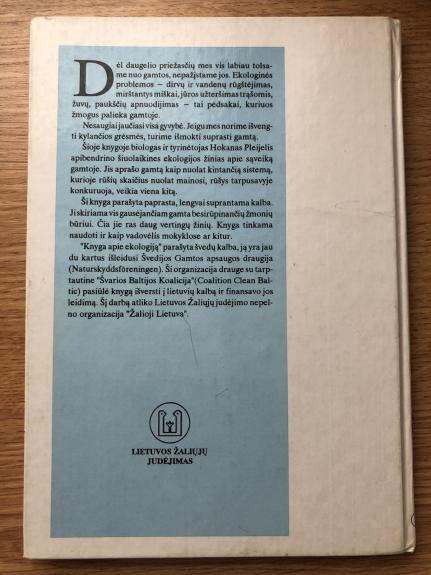 Dėl daugelio priežasčių mes vis labiau tolsa-
me nuo gamtos, nepažįstame jos. Ekologinės
problemos – dirvų ir vandenų rūgštėjimas,
mirštantys miškai, jūros užteršimas trąšomis,
žuvų, paukščių apnuodijimas – tai pėdsakai, kuriuos
žmogus palieka gamtoje.
Nesaugiai jaučiasi visa gyvybė. Jeigu mes norime išveng-
ti kylančios grėsmės, turime išmokti suprasti gamtą.
Šioje knygoje biologas ir tyrinėtojas Hokanas Pleijelis
apibendrino šiuolaikines ekologijos žinias apie sąveiką
gamtoje. Jis aprašo gamtą kaip nuolat kintančią sistemą,
kurioje rūšių skaičius nuolat mainosi, rūšys tarpusavyje
konkuruoja, veikia viena kitą.
Ši knyga parašyta paprasta, lengvai suprantama kalba.
Ji skiriama vis gausėjančiam gamta besirūpinančių žmonių
būriui. Čia jie ras daug vertingų žinių. Knyga tinkama
naudoti ir kaip vadovėlis mokyklose ar kitur.
"Knyga apie ekologiją" parašyta švedų kalba, ją yra jau
du kartus išleidusi Švedijos Gamtos apsaugos draugija
(Naturskyddsföreningen). Ši organizacija drauge su tarp-
tautine "Švarios Baltijos Koalicija"(Coalition Clean Bal-
tic) pasiūlė knygą išversti į lietuvių kalbą ir finansavo jos
leidimą. Šį darbą atliko Lietuvos Žaliųjų judėjimo nepel-
no organizacija "Žalioji Lietuva".
LIETUVOS ŽALIŲJŲ
JUDĖJIMAS